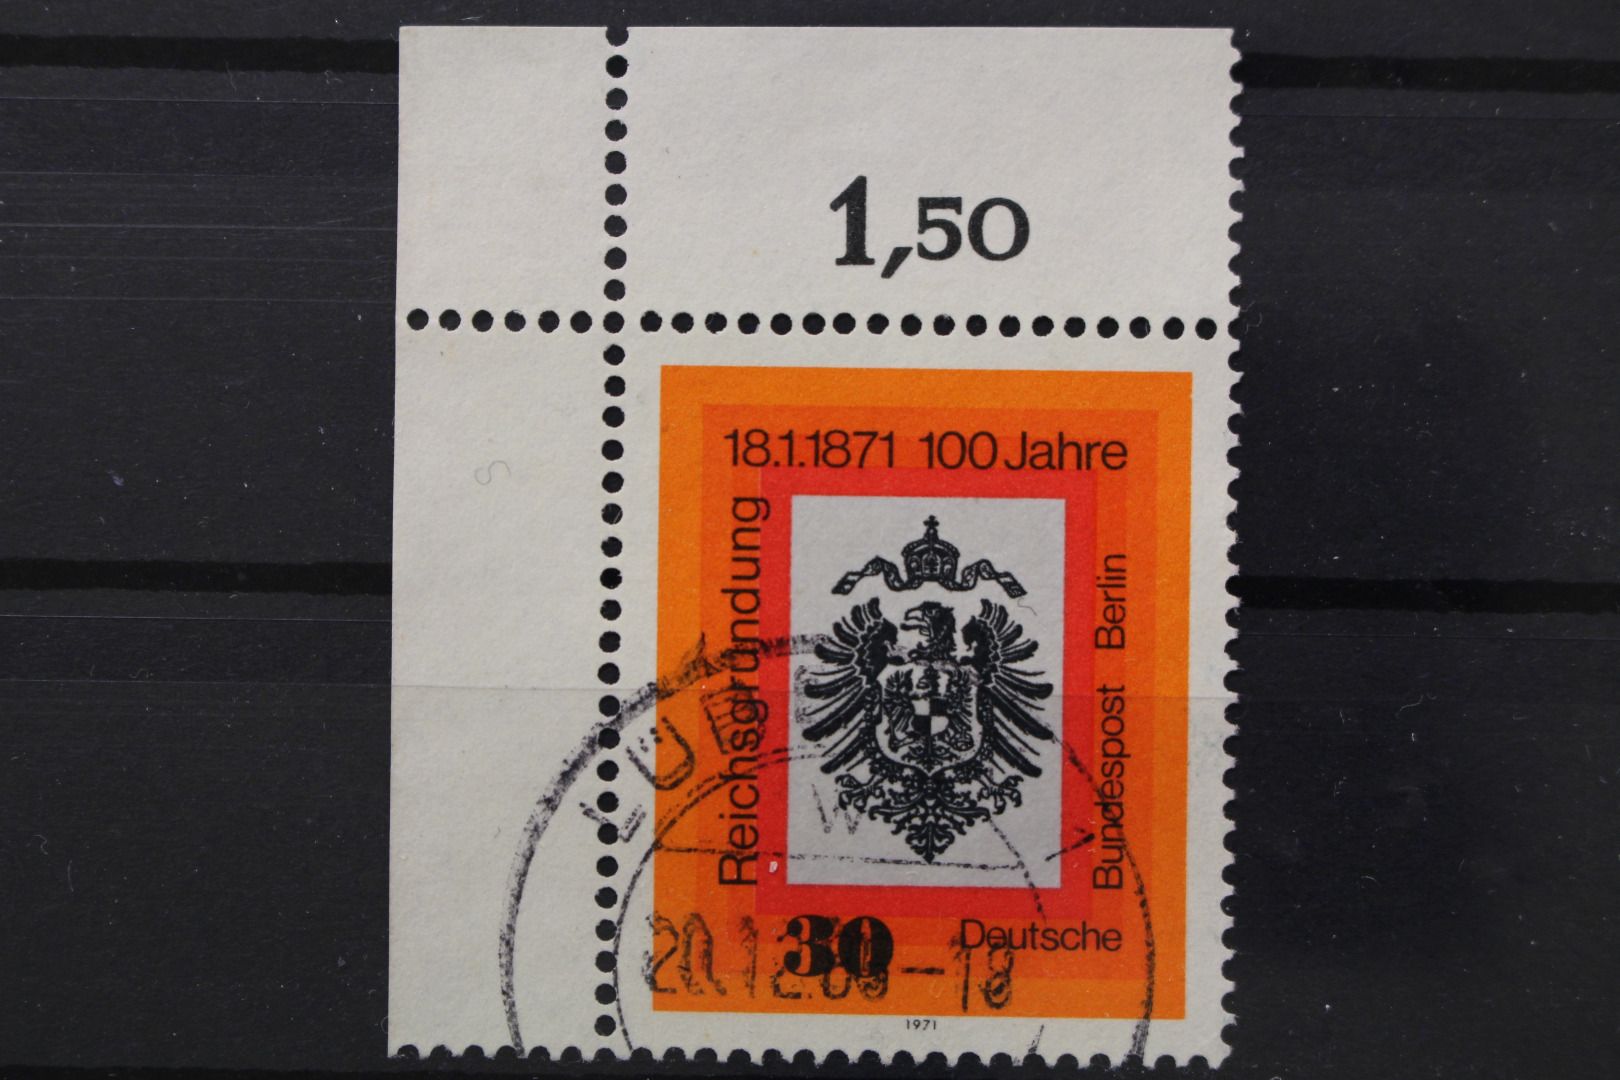 1,50
18.1.1871 100 Jahre
Reichsgründung
Deutsche
Bundespost Berlin
30
1971